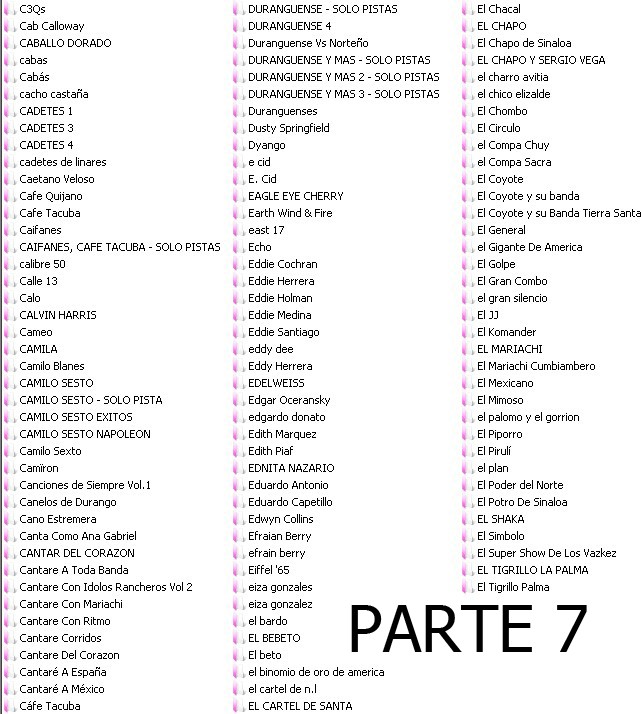 C3Qs
Cab Calloway
CABALLO DORADO
cabas
Cabás
cacho castaña
CADETES 1
CADETES 3
CADETES 4
cadetes de linares
Caetano Veloso
Cafe Quijano
Cafe Tacuba
Caifanes
CAIFANES, CAFE TACUBA - SOLO PISTAS
calibre 50
Calle 13
Calo
CALVIN HARRIS
Cameo
CAMILA
Camilo Blanes
CAMILO SESTO
CAMILO SESTO - SOLO PISTA
CAMILO SESTO EXITOS
CAMILO SESTO NAPOLEON
Camilo Sexto
Camïron
Canciones de Siempre Vol.1
Canelos de Durango
Cano Estremera
Canta Como Ana Gabriel
CANTAR DEL CORAZON
Cantare A Toda Banda
Cantare Con Idolos Rancheros Vol 2
Cantare Con Mariachi
Cantare Con Ritmo
Cantare Corridos
Cantare Del Corazon
Cantaré A España
Cantaré A México
Cáfe Tacuba
DURANGUENSE - SOLO PISTAS
DURANGUENSE 4
Duranguense Vs Norteño
DURANGUENSE Y MAS - SOLO PISTAS
DURANGUENSE Y MAS 2 - SOLO PISTAS
DURANGUENSE Y MAS 3 - SOLO PISTAS
Duranguenses
Dusty Springfield
Dyango
e cid
E. Cid
EAGLE EYE CHERRY
Earth Wind & Fire
east 17
Echo
Eddie Cochran
Eddie Herrera
Eddie Holman
Eddie Medina
Eddie Santiago
eddy dee
Eddy Herrera
EDELWEISS
Edgar Oceransky
edgardo donato
Edith Marquez
Edith Piaf
EDNITA NAZARIO
Eduardo Antonio
Eduardo Capetillo
Edwyn Collins
Efraian Berry
efrain berry
Eiffel '65
eiza gonzales
eiza gonzalez
el bardo
EL BEBETO
El beto
el binomio de oro de america
el cartel de n.l
EL CARTEL DE SANTA
El Chacal
EL CHAPO
El Chapo de Sinaloa
EL CHAPO Y SERGIO VEGA
el charro avitia
el chico elizalde
El Chombo
El Circulo
el Compa Chuy
el Compa Sacra
El Coyote
El Coyote y su banda
El Coyote y su Banda Tierra Santa
El General
el Gigante De America
El Golpe
El Gran Combo
el gran silencio
El JJ
El Komander
EL MARIACHI
El Mariachi Cumbiambero
El Mexicano
El Mimoso
el palomo y el gorrion
El Piporro
El Pirulí
el plan
El Poder del Norte
El Potro De Sinaloa
EL SHAKA
El Simbolo
El Super Show De Los Vazkez
EL TIGRILLO LA PALMA
El Tigrillo Palma
PARTE 7